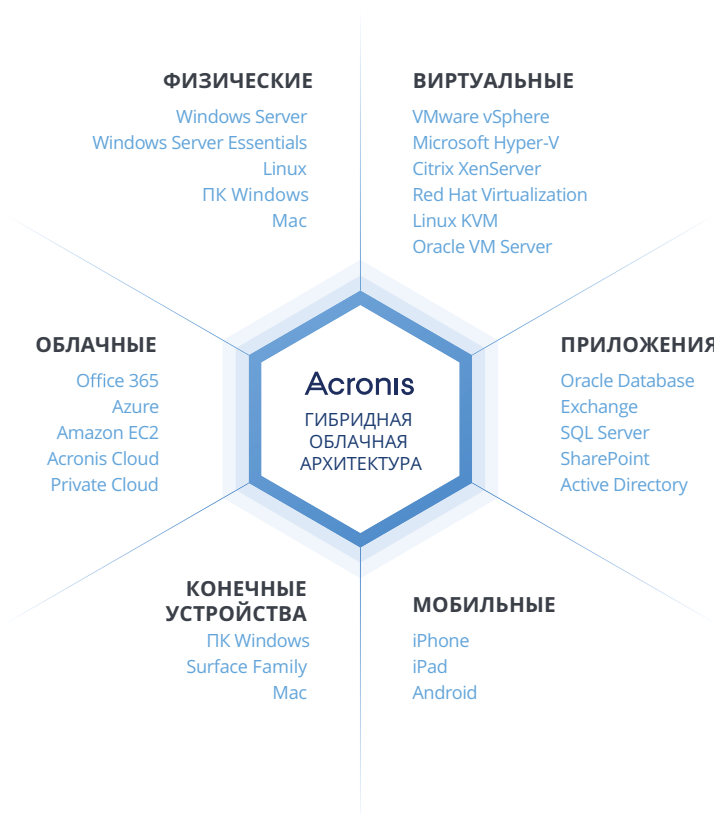 ФИЗИЧЕСКИЕ
Windows Server
Windows Server Essentials
Linux
ПК Windows
Mac
ВИРТУАЛЬНЫЕ
VMware vSphere
Microsoft Hyper-V
Citrix XenServer
Red Hat Virtualization
Linux KVM
Oracle VM Server
ОБЛАЧНЫЕ
Office 365
Azure
Amazon EC2
Acronis Cloud
Private Cloud
Acronis
ГИБРИДНАЯ
ОБЛАЧНАЯ
АРХИТЕКТУРА
ПРИЛОЖЕНИЯ
Oracle Database
Exchange
SQL Server
SharePoint
Active Directory
КОНЕЧНЫЕ
УСТРОЙСТВА
ПК Windows
Surface Family
Mac
МОБИЛЬНЫЕ
iPhone
iPad
Android